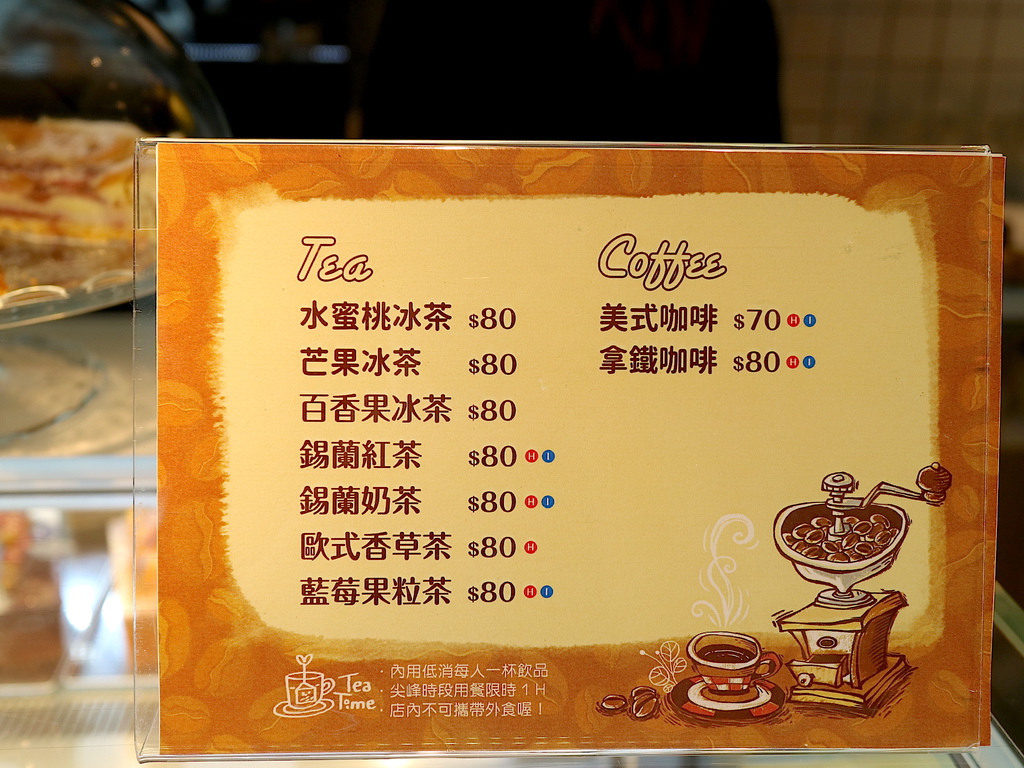 Tea
水蜜桃冰茶 $80
芒果冰茶 $80
百香果冰茶 $80
錫蘭紅茶 $80 H I
錫蘭奶茶 $80 H I
歐式香草茶 $80 H
藍莓果粒茶 $80 H I
Coffee
美式咖啡 $70 H I
拿鐵咖啡 $80 H I
Tea
Time
·內用低消每人一杯飲品
·尖峰時段用餐限時1H
·店內不可攜帶外食喔！